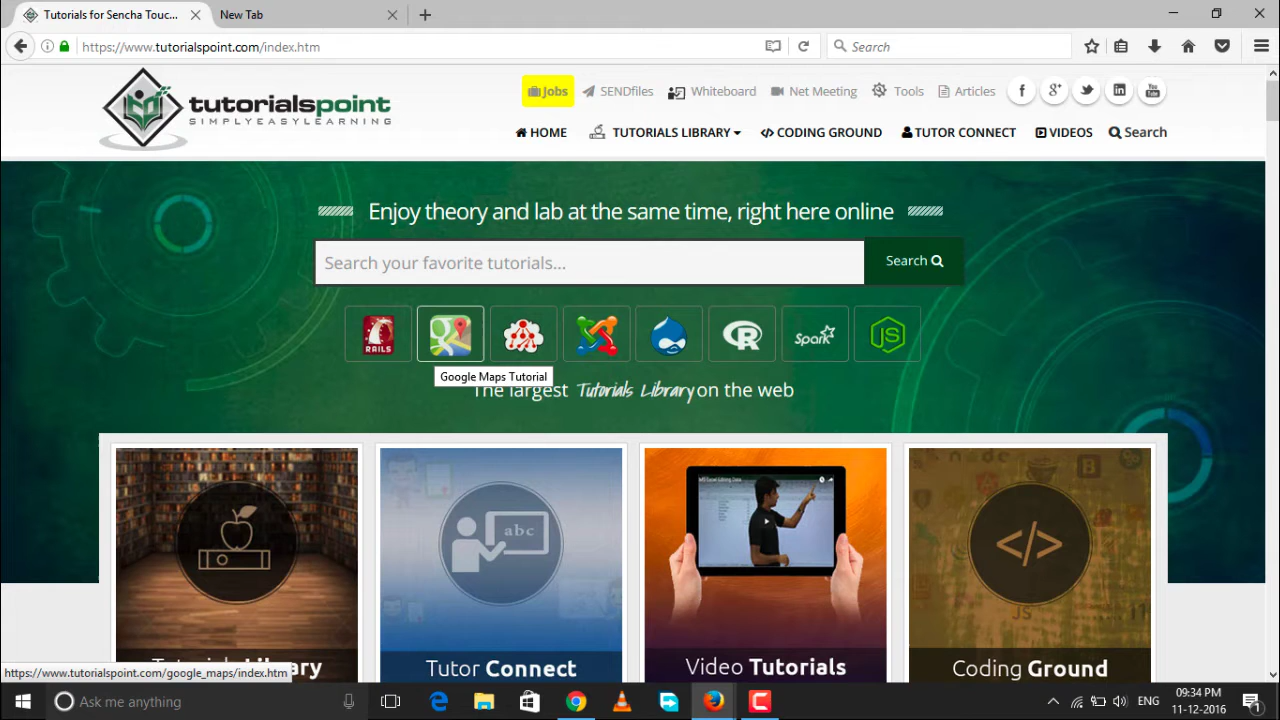 Tutorials for Sencha Touc...
New Tab
https://www.tutorialspoint.com/index.htm
Search
tutorialspoint
SIMPLYEASYLEARNING
Jobs
SENDfiles
Whiteboard
Net Meeting
Tools
Articles
HOME
TUTORIALS LIBRARY
CODING GROUND
TUTOR CONNECT
VIDEOS
Search
Enjoy theory and lab at the same time, right here online
Search your favorite tutorials...
Search
RAILS
R
Spark
JS
Google Maps Tutorial
The largest Tutorials Library on the web
abc
Tutor Connect
Video Tutorials
Coding Ground
https://www.tutorialspoint.com/google_maps/index.htm
Ask me anything
ENG
09:34 PM
11-12-2016